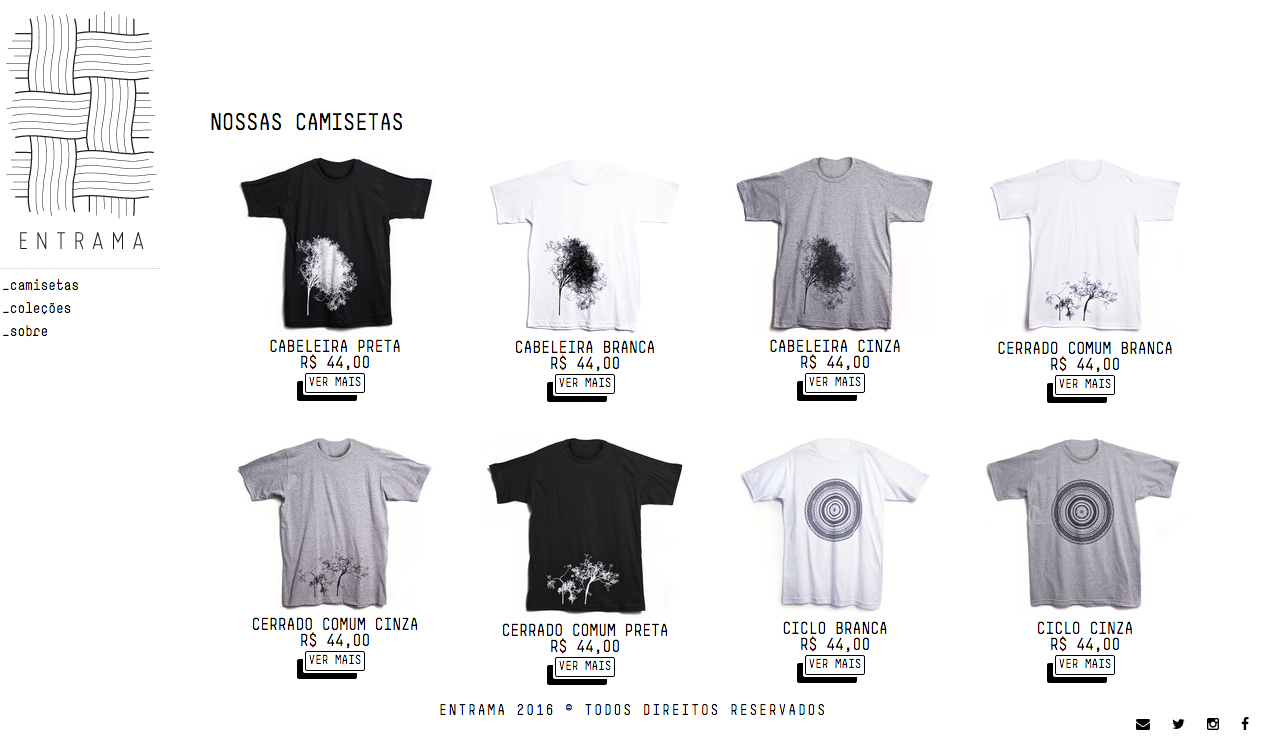 ENTRAMA
_camisetas
_coleções
_sobre
NOSSAS CAMISETAS
CABELEIRA PRETA
R$ 44,00
VER MAIS
CABELEIRA BRANCA
R$ 44,00
VER MAIS
CABELEIRA CINZA
R$ 44,00
VER MAIS
CERRADO COMUM BRANCA
R$ 44,00
VER MAIS
CERRADO COMUM CINZA
R$ 44,00
VER MAIS
CERRADO COMUM PRETA
R$ 44,00
VER MAIS
CICLO BRANCA
R$ 44,00
VER MAIS
CICLO CINZA
R$ 44,00
VER MAIS
ENTRAMA 2016 © TODOS DIREITOS RESERVADOS